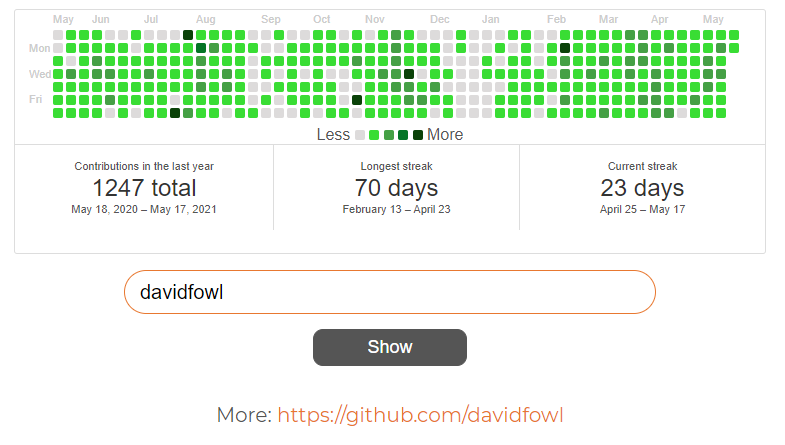 May Jun Jul Aug Sep Oct Nov Dec Jan Feb Mar Apr May
Mon
Wed
Fri
Less More
Contributions in the last year
1247 total
May 18, 2020 – May 17, 2021
Longest streak
70 days
February 13 – April 23
Current streak
23 days
April 25 – May 17
davidfowl
Show
More: https://github.com/davidfowl